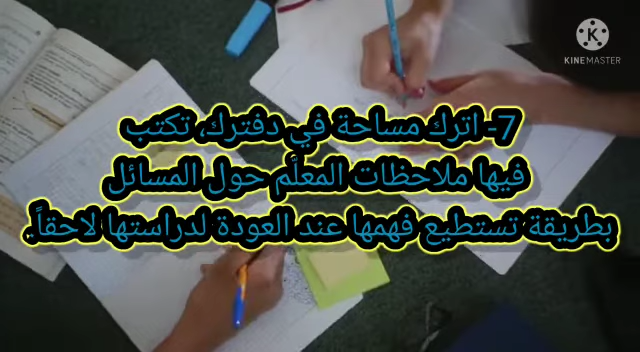 7- اترك مساحة في دفترك، تكتب
فيها ملاحظات المعلّم حول المسائل
بطريقة تستطيع فهمها عند العودة لدراستها لاحقاً.
K
KINEMASTER